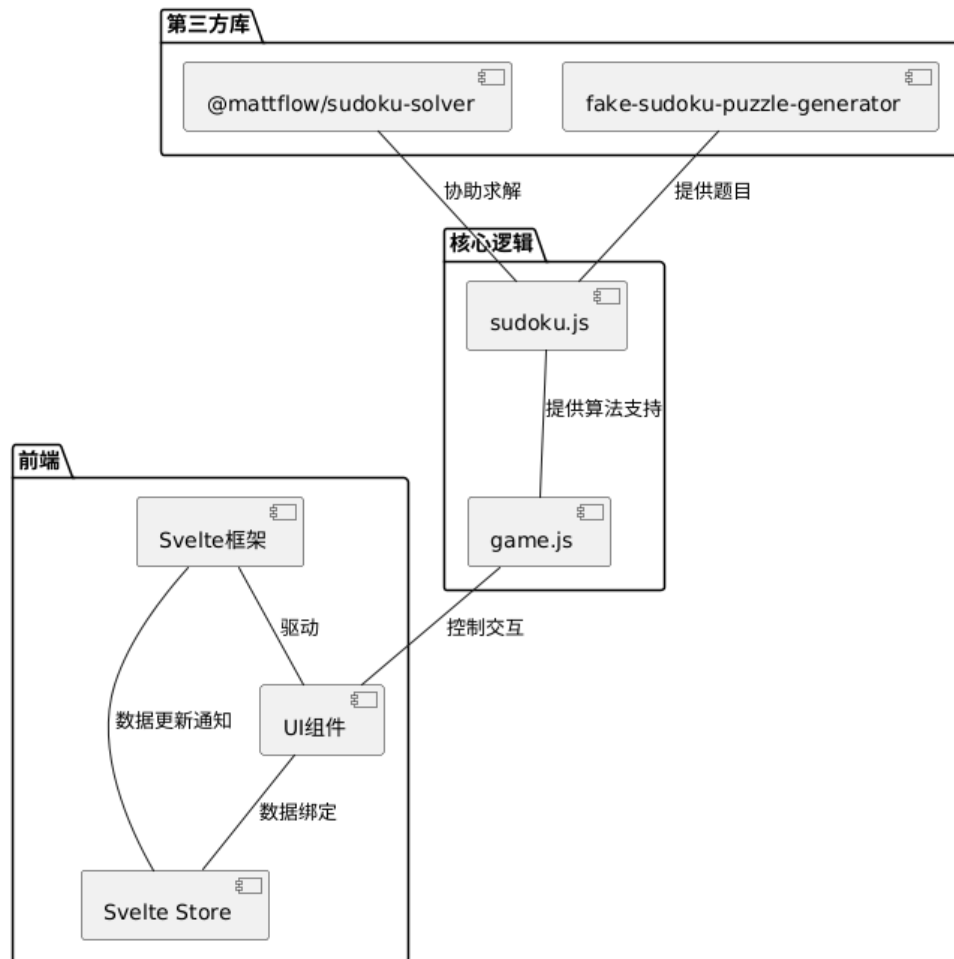 第三方库
@mattflow/sudoku-solver
fake-sudoku-puzzle-generator
协助求解
提供题目
核心逻辑
sudoku.js
提供算法支持
前端
Svelte框架
game.js
驱动
控制交互
数据更新通知
UI组件
数据绑定
Svelte Store